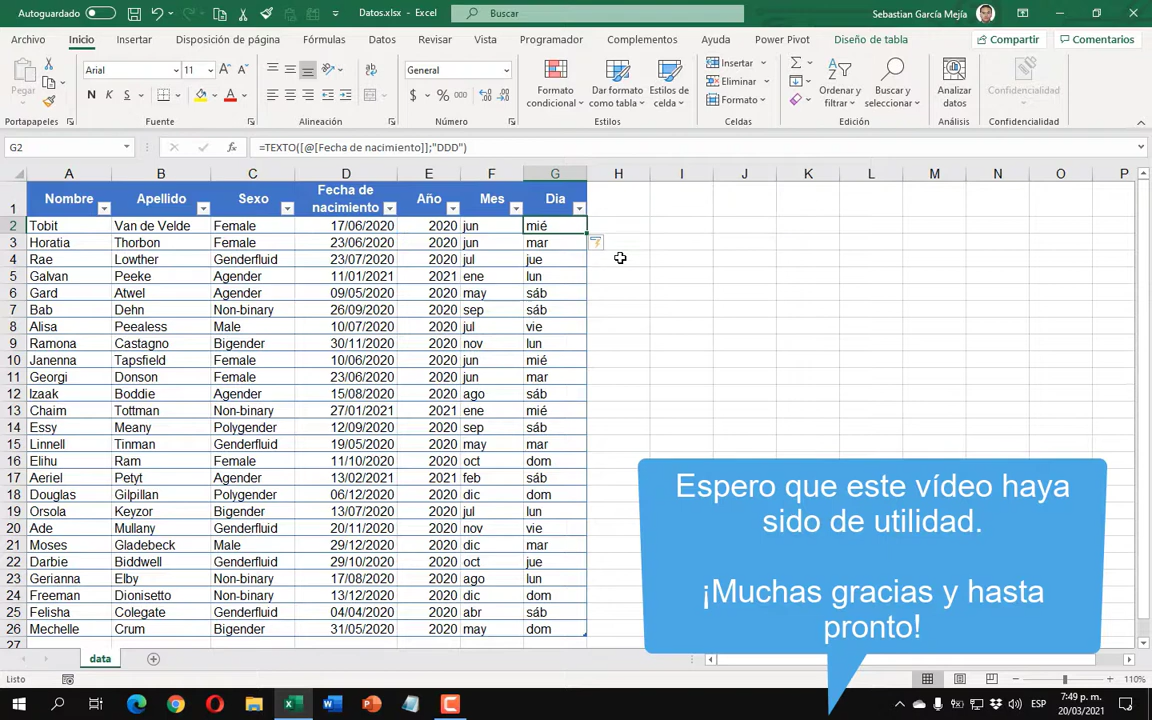 Autoguardado
Datos.xlsx - Excel
Buscar
Sebastian García Mejía
Archivo Inicio Insertar Disposición de página Fórmulas Datos Revisar Vista Programador Complementos Ayuda Power Pivot Diseño de tabla
Compartir Comentarios
Pegar
Arial 11
N K S
General
$ % 000
Formato condicional
Dar formato como tabla
Estilos de celda
Insertar
Eliminar
Formato
Ordenar y filtrar
Buscar y seleccionar
Analizar datos
Confidencialidad
Portapapeles Fuente Alineación Número Estilos Celdas Edición Análisis Confidencialidad
G2 fx =TEXTO([@[Fecha de nacimiento]];"DDD")
A B C D E F G H I J K L M N O P
1 Nombre Apellido Sexo Fecha de nacimiento Año Mes Dia
2 Tobit Van de Velde Female 17/06/2020 2020 jun mié
3 Horatia Thorbon Female 23/06/2020 2020 jun mar
4 Rae Lowther Genderfluid 23/07/2020 2020 jul jue
5 Galvan Peeke Agender 11/01/2021 2021 ene lun
6 Gard Atwel Agender 09/05/2020 2020 may sáb
7 Bab Dehn Non-binary 26/09/2020 2020 sep sáb
8 Alisa Peealess Male 10/07/2020 2020 jul vie
9 Ramona Castagno Bigender 30/11/2020 2020 nov lun
10 Janenna Tapsfield Female 10/06/2020 2020 jun mié
11 Georgi Donson Female 23/06/2020 2020 jun mar
12 Izaak Boddie Agender 15/08/2020 2020 ago sáb
13 Chaim Tottman Non-binary 27/01/2021 2021 ene mié
14 Essy Meany Polygender 12/09/2020 2020 sep sáb
15 Linnell Tinman Genderfluid 19/05/2020 2020 may mar
16 Elihu Ram Female 11/10/2020 2020 oct dom
17 Aeriel Petyt Agender 13/02/2021 2021 feb sáb
18 Douglas Gilpillan Polygender 06/12/2020 2020 dic dom
19 Orsola Keyzor Bigender 13/07/2020 2020 jul lun
20 Ade Mullany Genderfluid 20/11/2020 2020 nov vie
21 Moses Gladebeck Male 29/12/2020 2020 dic mar
22 Darbie Biddwell Genderfluid 29/10/2020 2020 oct jue
23 Gerianna Elby Non-binary 17/08/2020 2020 ago lun
24 Freeman Dionisetto Non-binary 13/12/2020 2020 dic dom
25 Felisha Colegate Genderfluid 04/04/2020 2020 abr sáb
26 Mechelle Crum Bigender 31/05/2020 2020 may dom
27
Espero que este vídeo haya
sido de utilidad.
¡Muchas gracias y hasta
pronto!
data
Listo
110%
ESP
7:49 p. m.
20/03/2021